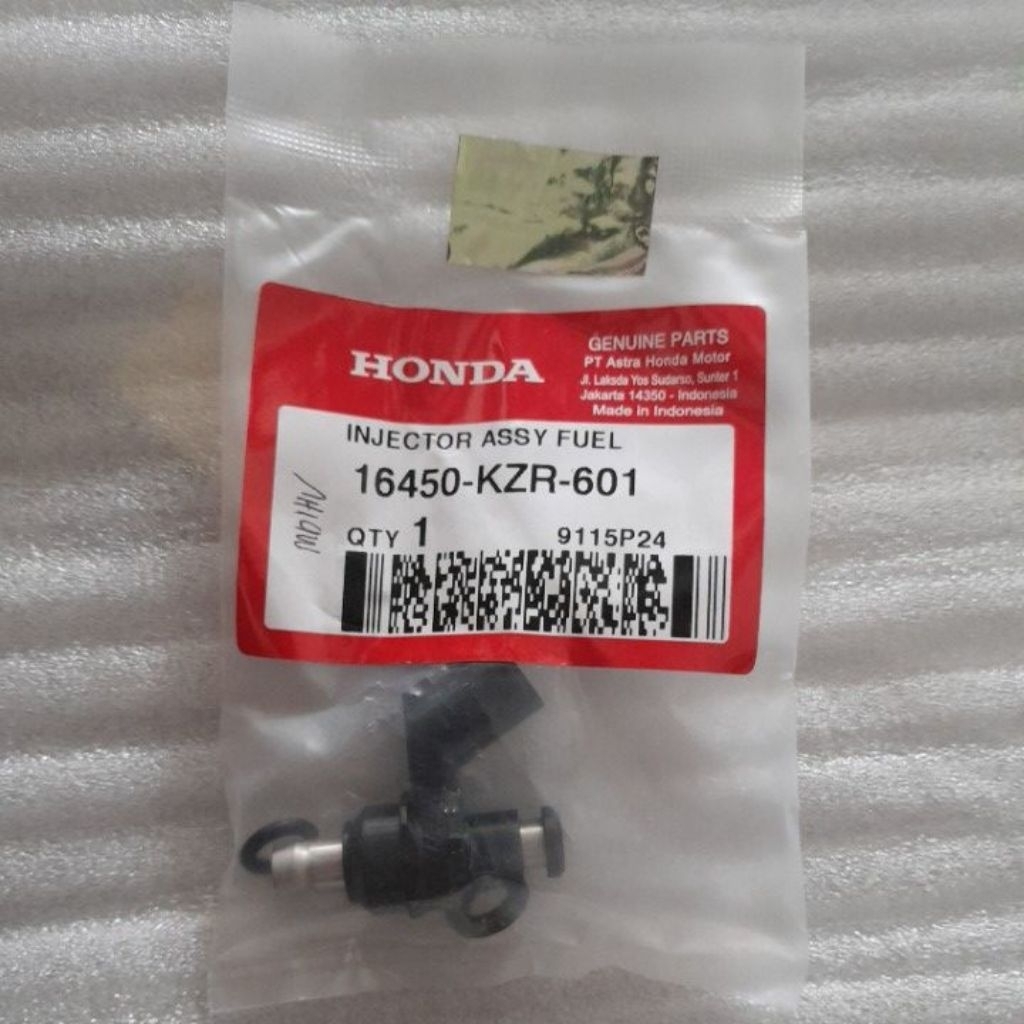 HONDA
GENUINE PARTS
PT Astra Honda Motor
Jl. Laksda Yos Sudarso, Sunter 1
Jakarta 14350 - Indonesia
Made in Indonesia
INJECTOR ASSY FUEL
16450-KZR-601
QTY 1 9115P24